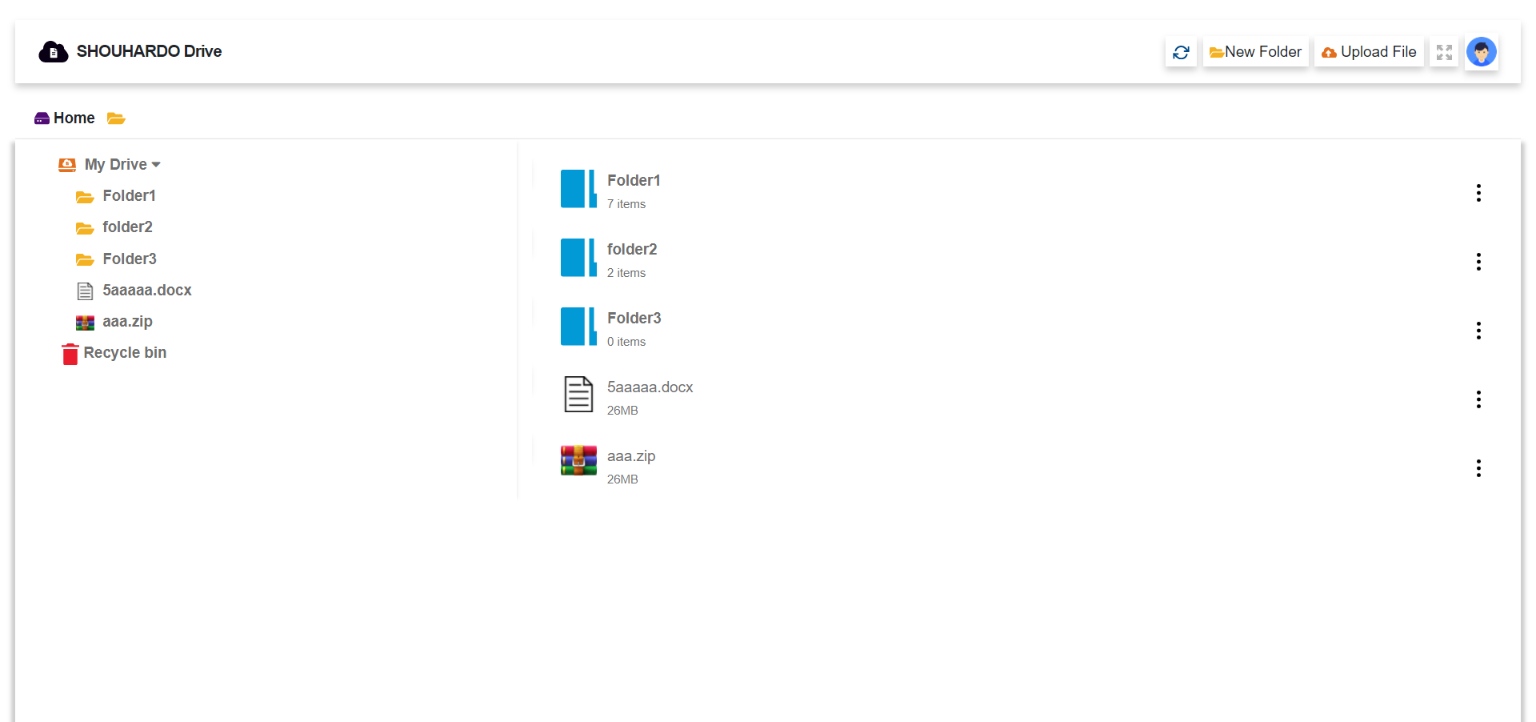 SHOUHARDO Drive
New Folder
Upload File
Home
My Drive
Folder1
folder2
Folder3
5aaaaa.docx
aaa.zip
Recycle bin
Folder1
7 items
folder2
2 items
Folder3
0 items
5aaaaa.docx
26MB
aaa.zip
26MB